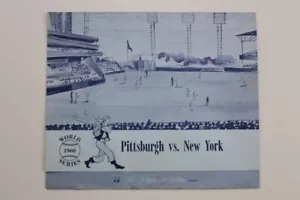 WORLD
1960
SERIES
Pittsburgh vs. New York